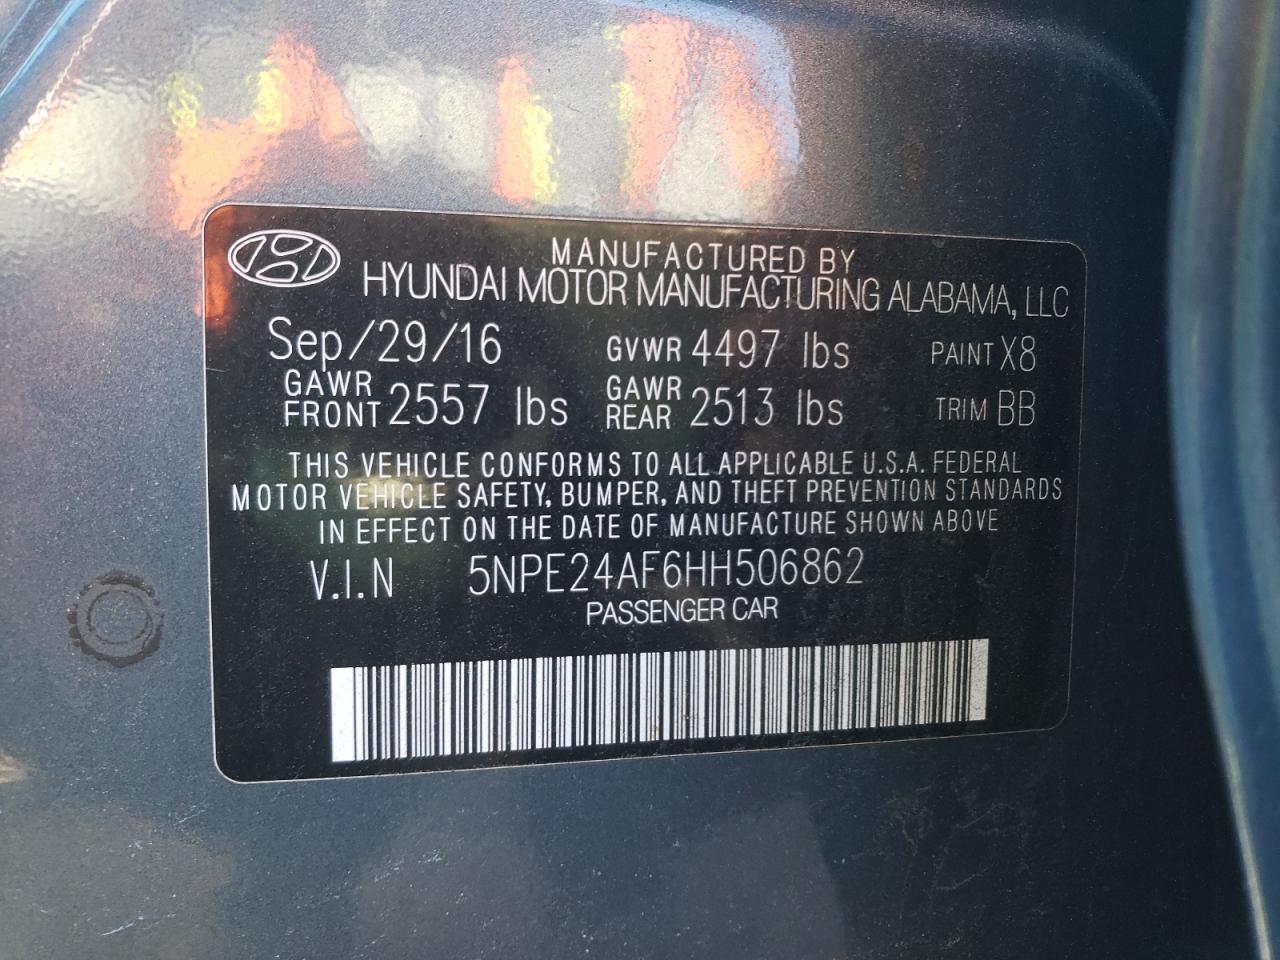 MANUFACTURED BY
HYUNDAI MOTOR MANUFACTURING ALABAMA, LLC
Sep/29/16 GVWR 4497 lbs PAINT X8
GAWR FRONT 2557 lbs GAWR REAR 2513 lbs TRIM BB
THIS VEHICLE CONFORMS TO ALL APPLICABLE U.S.A. FEDERAL
MOTOR VEHICLE SAFETY, BUMPER, AND THEFT PREVENTION STANDARDS
IN EFFECT ON THE DATE OF MANUFACTURE SHOWN ABOVE
V.I.N 5NPE24AF6HH506862
PASSENGER CAR